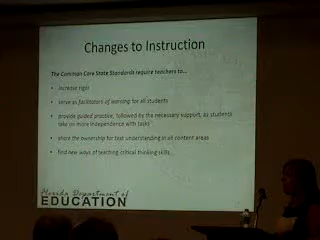 Changes to Instruction
The Common Core State Standards require teachers to…
• increase rigor
• serve as facilitators of learning for all students
• provide guided practice, followed by the necessary support, as students
take on more independence with tasks
• share the ownership for text understanding in all content areas
• find new ways of teaching critical thinking skills
Florida Department of
EDUCATION